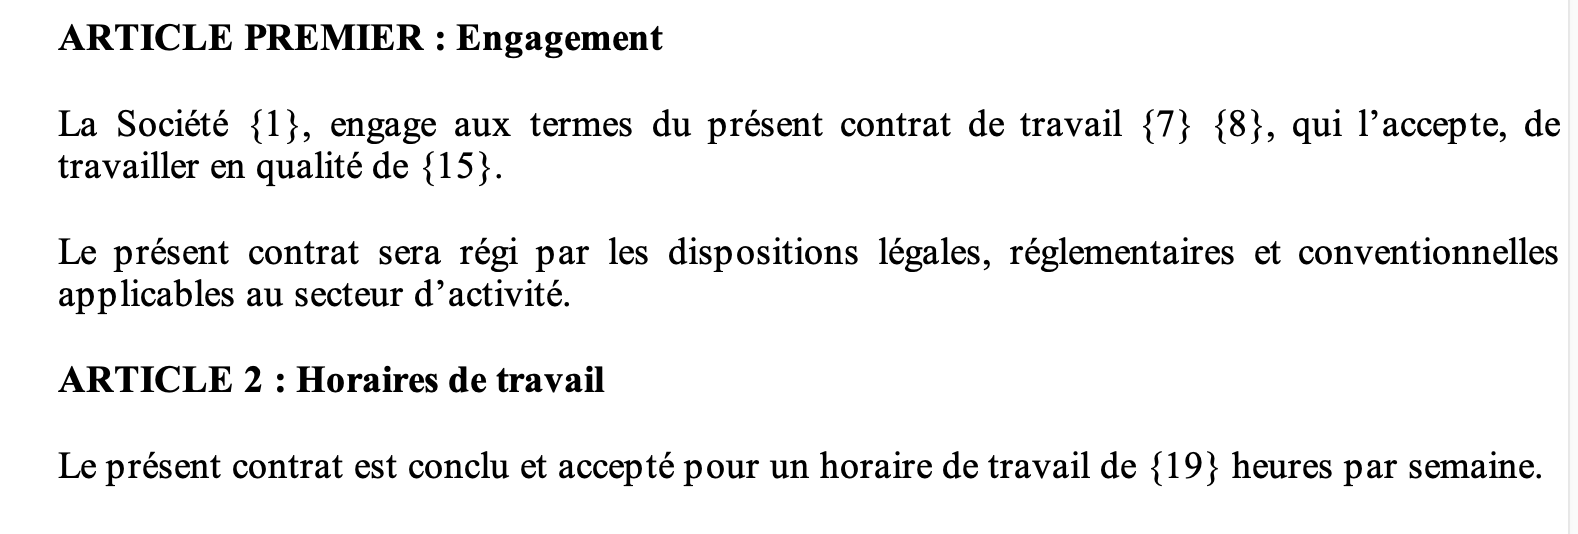 ARTICLE PREMIER : Engagement
La Société {1}, engage aux termes du présent contrat de travail {7} {8}, qui l’accepte, de
travailler en qualité de {15}.
Le présent contrat sera régi par les dispositions légales, réglementaires et conventionnelles
applicables au secteur d’activité.
ARTICLE 2 : Horaires de travail
Le présent contrat est conclu et accepté pour un horaire de travail de {19} heures par semaine.